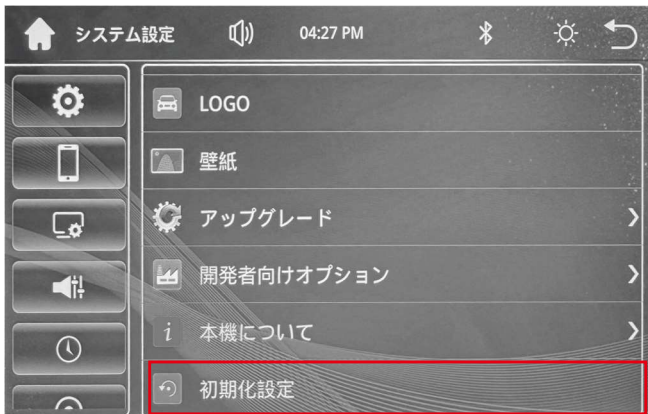 システム設定
04:27 PM
LOGO
壁紙
アップグレード
開発者向けオプション
本機について
初期化設定